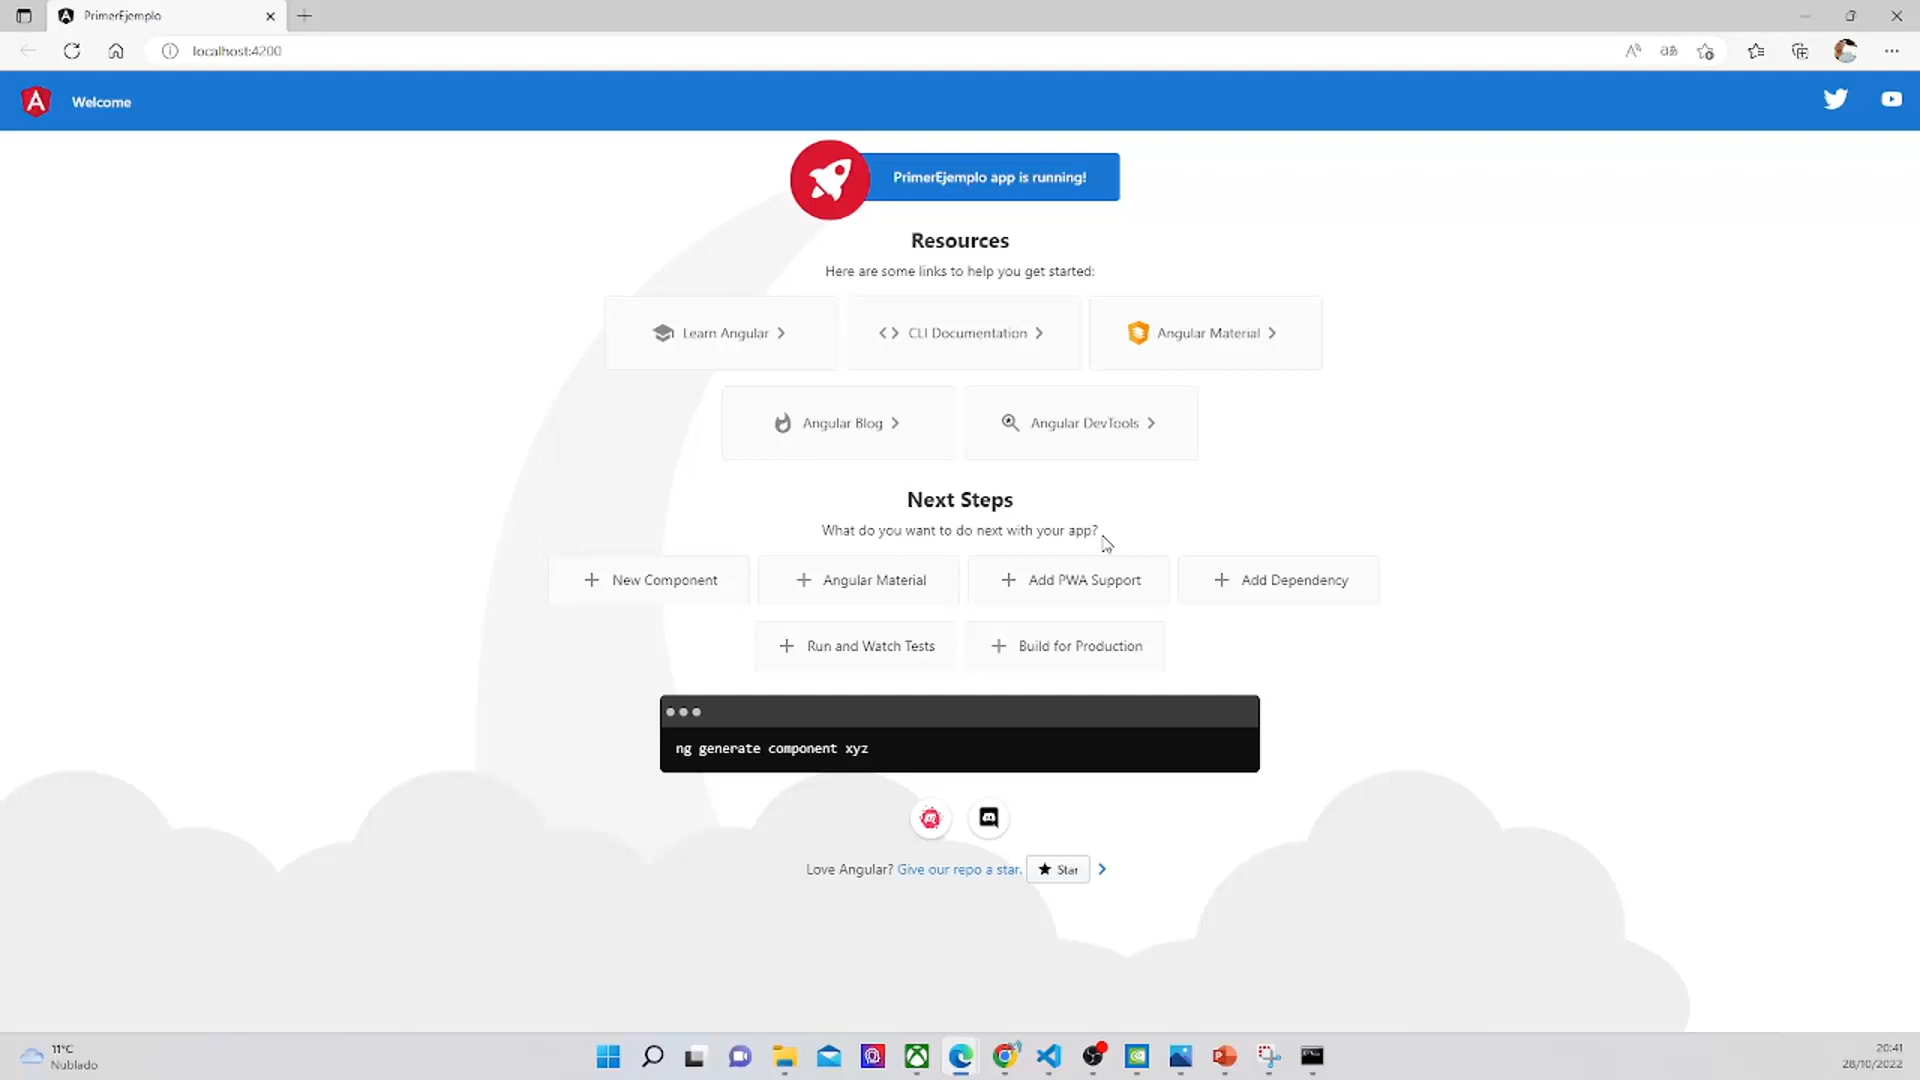 PrimerEjemplo
localhost:4200
Welcome
PrimerEjemplo app is running!
Resources
Here are some links to help you get started:
Learn Angular
CLI Documentation
Angular Material
Angular Blog
Angular DevTools
Next Steps
What do you want to do next with your app?
New Component
Angular Material
Add PWA Support
Add Dependency
Run and Watch Tests
Build for Production
ng generate component xyz
Love Angular? Give our repo a star. Star
11°C
Nublado
20:41
28/10/2022